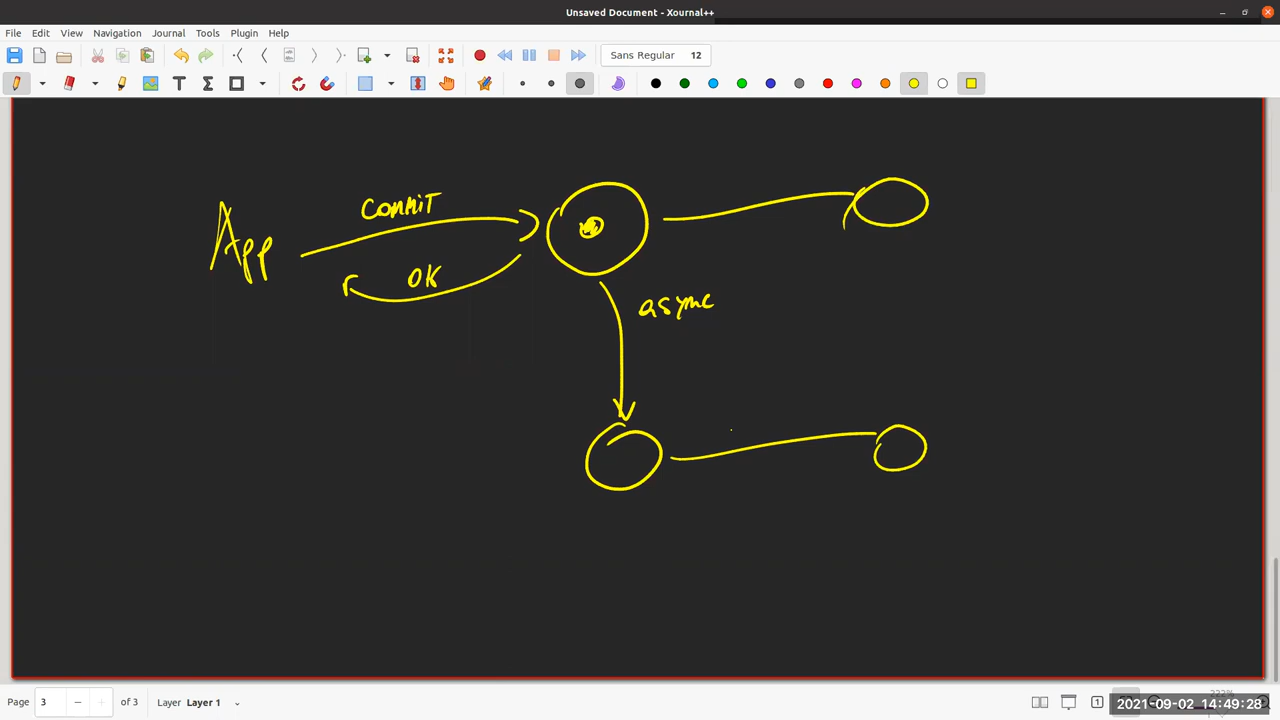 Unsaved Document - Xournal++
File Edit View Navigation Journal Tools Plugin Help
Sans Regular 12
COMMIT
App
OK
async
Page 3 of 3 Layer Layer 1
2021-09-02 14:49:28